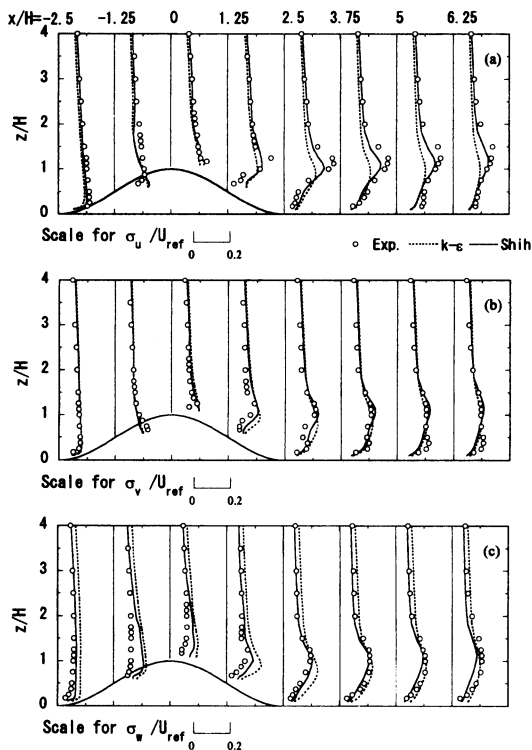 x/H=-2.5 -1.25 0 1.25 2.5 3.75 5 6.25
4
(a)
3
z/H
2
1
0
Scale for σu/Uref
0 0.2
Exp. k-ε Shih
4
(b)
3
z/H
2
1
0
Scale for σv/Uref
0 0.2
4
(c)
3
z/H
2
1
0
Scale for σw/Uref
0 0.2